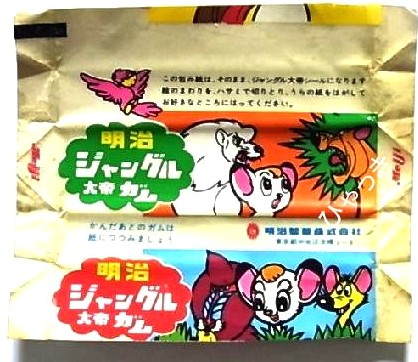 この包み紙は、そのまま、ジャングル大帝シールになります
絵のまわりを、ハサミで切りとり、うらの紙をはがして
お好きなところにはってください。
明治
ジャングル
大帝ガム
明治製菓株式会社
かんだあとのガムは
紙につつみましょう
明治
ジャングル
大帝ガム